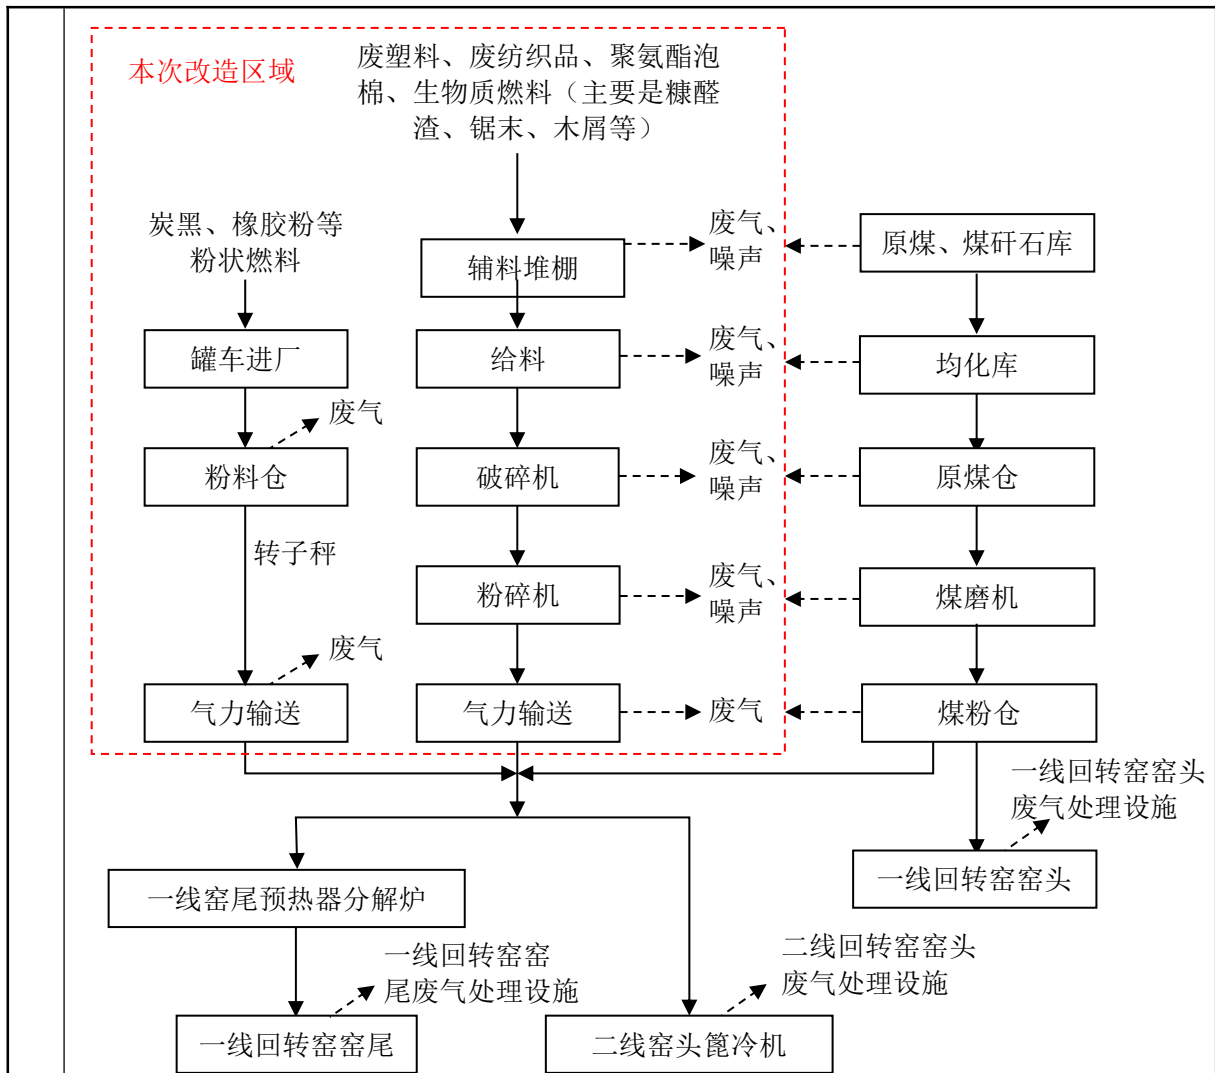 本次改造区域
废塑料、废纺织品、聚氨酯泡
棉、生物质燃料（主要是糠醛
渣、锯末、木屑等）
炭黑、橡胶粉等
粉状燃料
废气、
噪声
原煤、煤矸石库
辅料堆棚
罐车进厂
给料
废气、
噪声
均化库
废气
粉料仓
破碎机
废气、
噪声
原煤仓
转子秤
粉碎机
废气、
噪声
煤磨机
废气
气力输送
气力输送
废气
煤粉仓
一线回转窑窑头
废气处理设施
一线回转窑窑头
一线窑尾预热器分解炉
一线回转窑窑
尾废气处理设施
二线回转窑窑头
废气处理设施
一线回转窑窑尾
二线窑头篦冷机